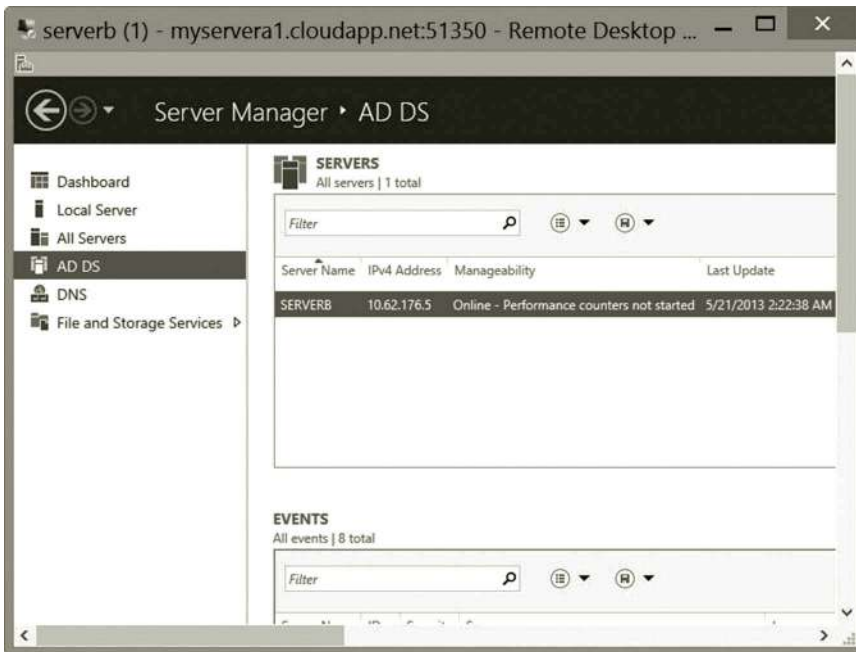 serverb (1) - myservera1.cloudapp.net:51350 - Remote Desktop ...
Server Manager ‣ AD DS
Dashboard
Local Server
All Servers
AD DS
DNS
File and Storage Services
SERVERS
All servers | 1 total
Filter
Server Name IPv4 Address Manageability Last Update
SERVERB 10.62.176.5 Online - Performance counters not started 5/21/2013 2:22:38 AM
EVENTS
All events | 8 total
Filter